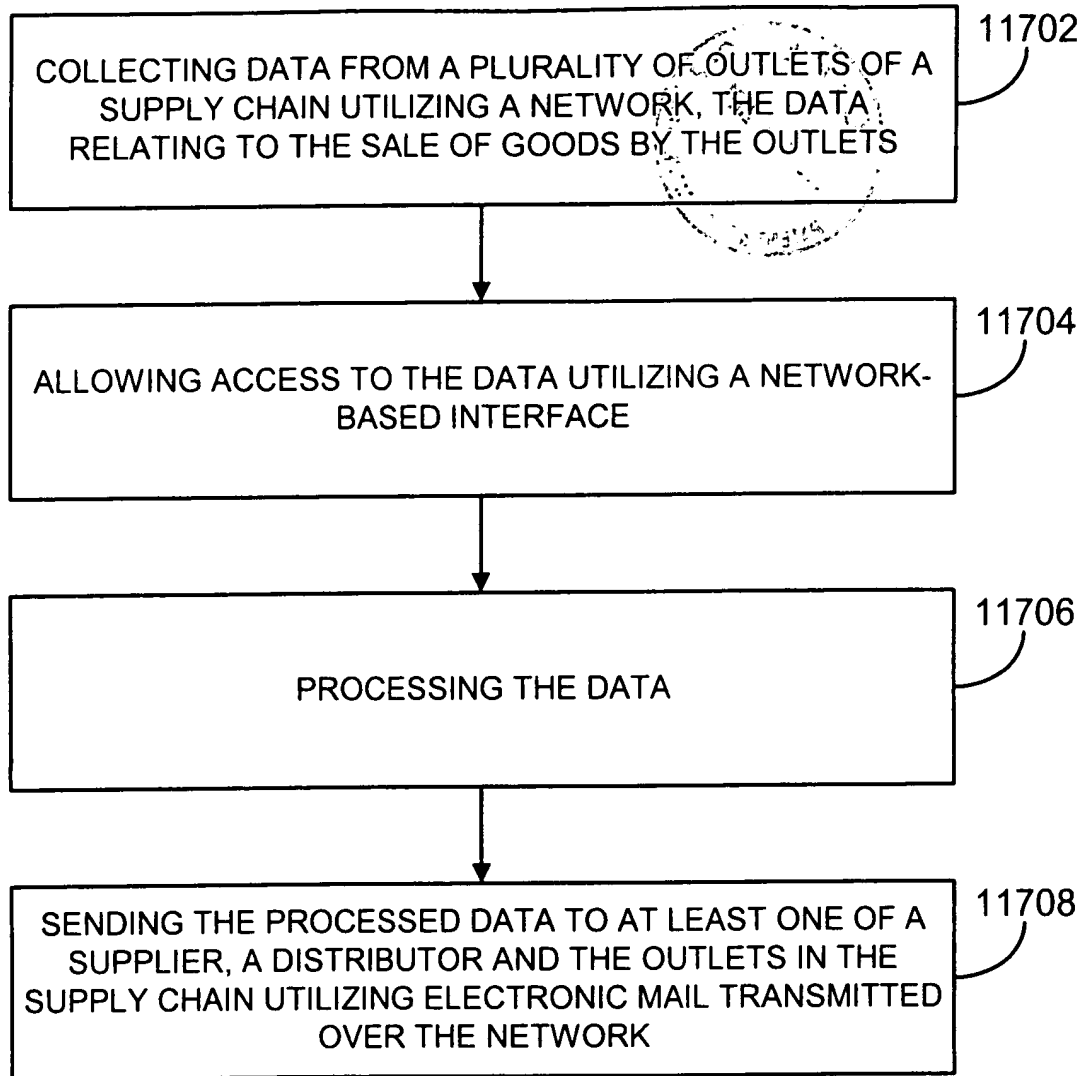 11702
COLLECTING DATA FROM A PLURALITY OF OUTLETS OF A
SUPPLY CHAIN UTILIZING A NETWORK, THE DATA
RELATING TO THE SALE OF GOODS BY THE OUTLETS
11704
ALLOWING ACCESS TO THE DATA UTILIZING A NETWORK-
BASED INTERFACE
11706
PROCESSING THE DATA
11708
SENDING THE PROCESSED DATA TO AT LEAST ONE OF A
SUPPLIER, A DISTRIBUTOR AND THE OUTLETS IN THE
SUPPLY CHAIN UTILIZING ELECTRONIC MAIL TRANSMITTED
OVER THE NETWORK